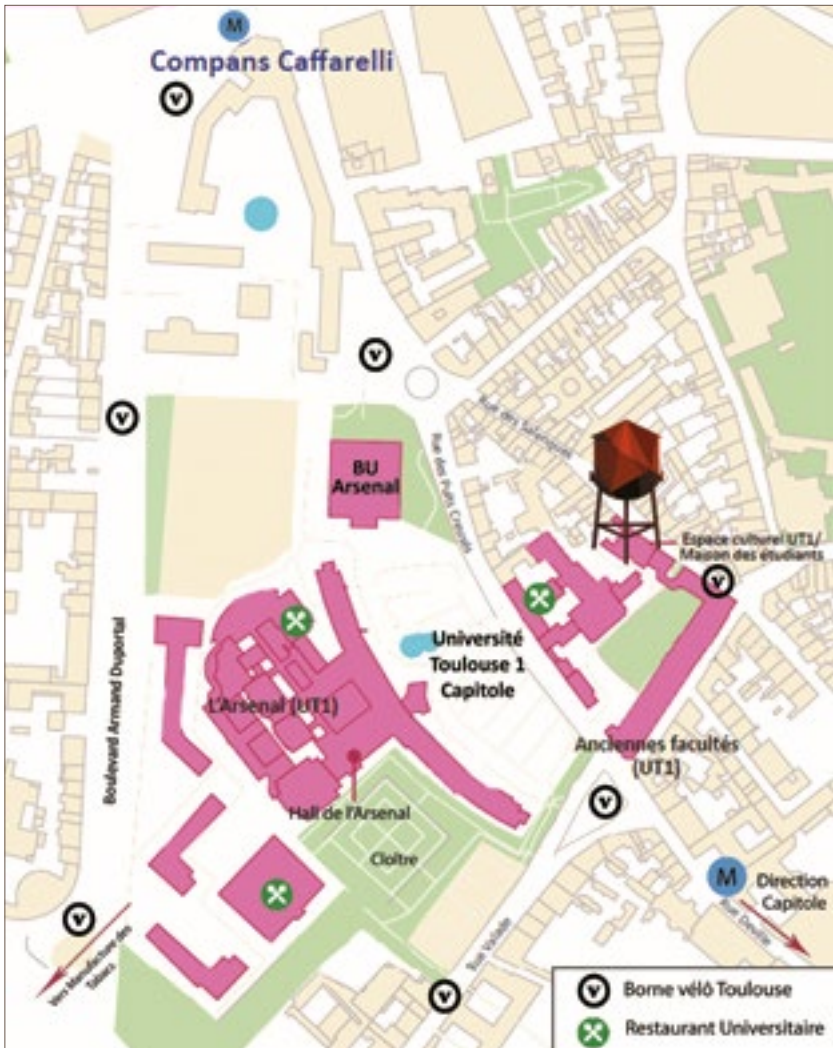 M
Compans Caffarelli
V
V
V
Rue des Salenques
BU
Arsenal
Rue des Puits Creusés
Espace culturel UT1/
Maison des étudiants
V
Université
Toulouse 1
Capitole
Boulevard Armand Duportal
L'Arsenal (UT1)
Anciennes facultés
(UT1)
Hall de l'Arsenal
V
Cloître
M
Direction
Capitole
Rue Deville
V
Vers Manufacture des
Tabacs
Rue Valade
V
V Borne vélô Toulouse
Restaurant Universitaire